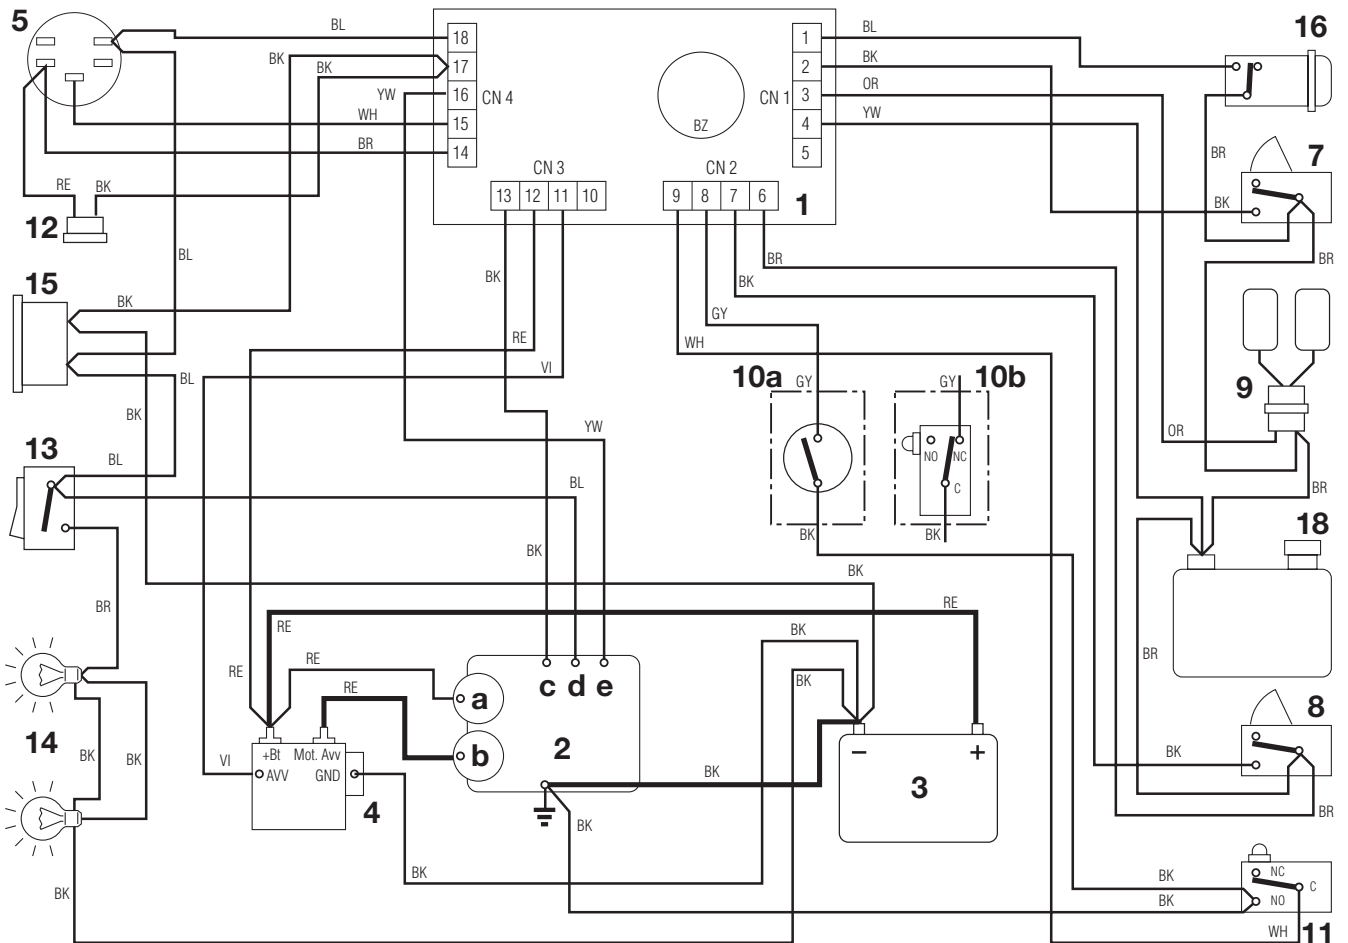 5
BL
18
17
16
15
14
CN 4
BK
BK
YW
WH
BR
BZ
CN 1
1
2
3
4
5
BL
BK
OR
YW
16
BR
7
BK
BR
CN 3
13 12 11 10
CN 2
9 8 7 6
1
RE
BK
12
BL
15
BK
BL
BK
BK
RE
VI
BR
BK
GY
WH
10a
GY
GY
10b
NO
NC
C
BK
BK
9
OR
BR
18
13
BL
YW
BL
BK
BR
BK
RE
RE
RE
RE
RE
BK
BK
BR
c d e
a
b
2
14
BK
BK
VI
+Bt
Mot. Avv
AVV
GND
4
BK
–
+
3
8
BK
BR
BK
BK
BK
BK
BK
NC
C
NO
WH
11